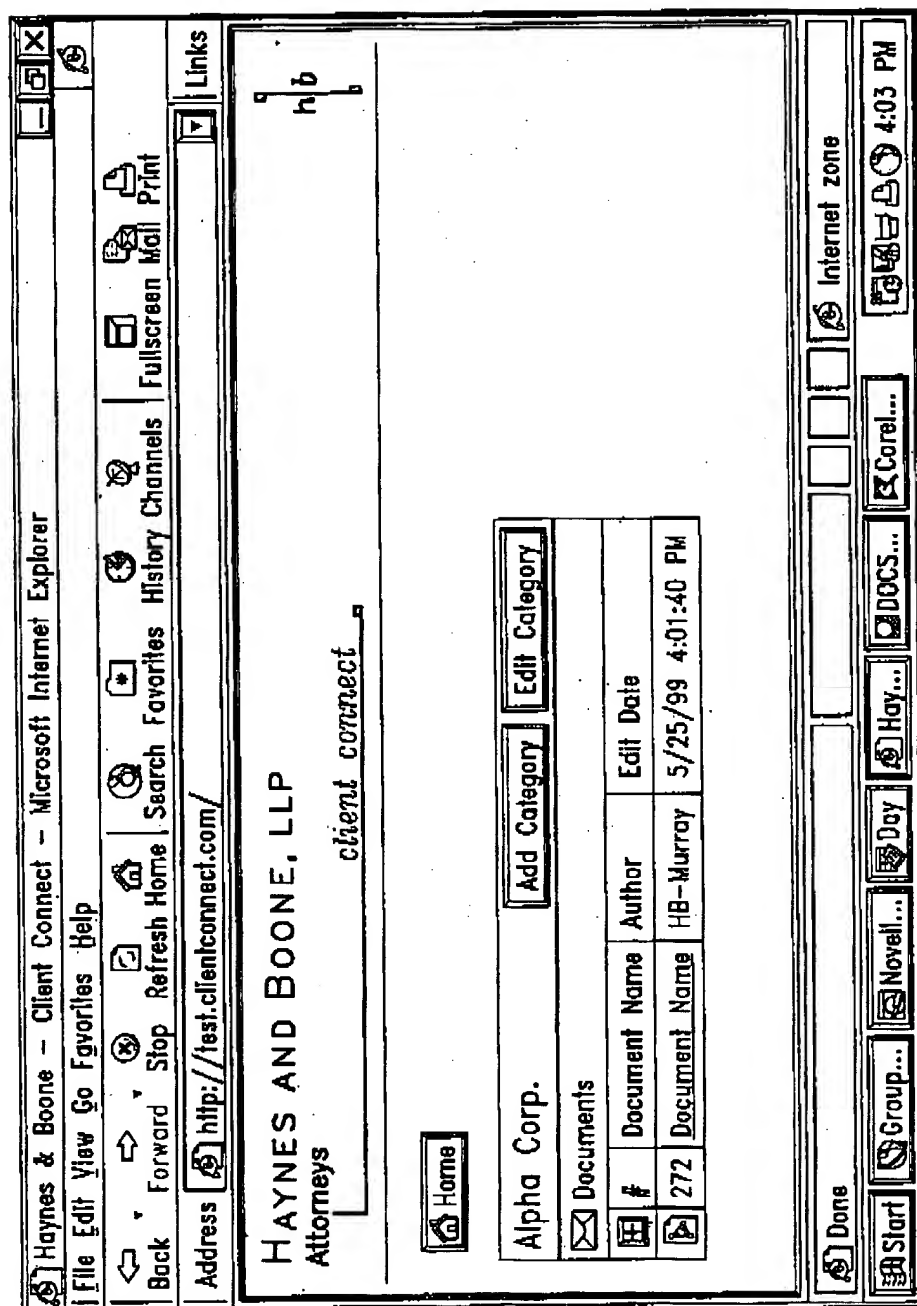 Haynes & Boone – Client Connect – Microsoft Internet Explorer
File Edit View Go Favorites Help
Back Forward Stop Refresh Home Search Favorites History Channels Fullscreen Mail Print
Address http://test.clientconnect.com/ Links
HAYNES AND BOONE, LLP
Attorneys
client connect
h b
Home
Alpha Corp. Add Category Edit Category
Documents
# Document Name Author Edit Date
272 Document Name HB-Murray 5/25/99 4:01:40 PM
Done Internet zone
Start Group... Novell... Day Hay... DOCS... Corel... 4:03 PM